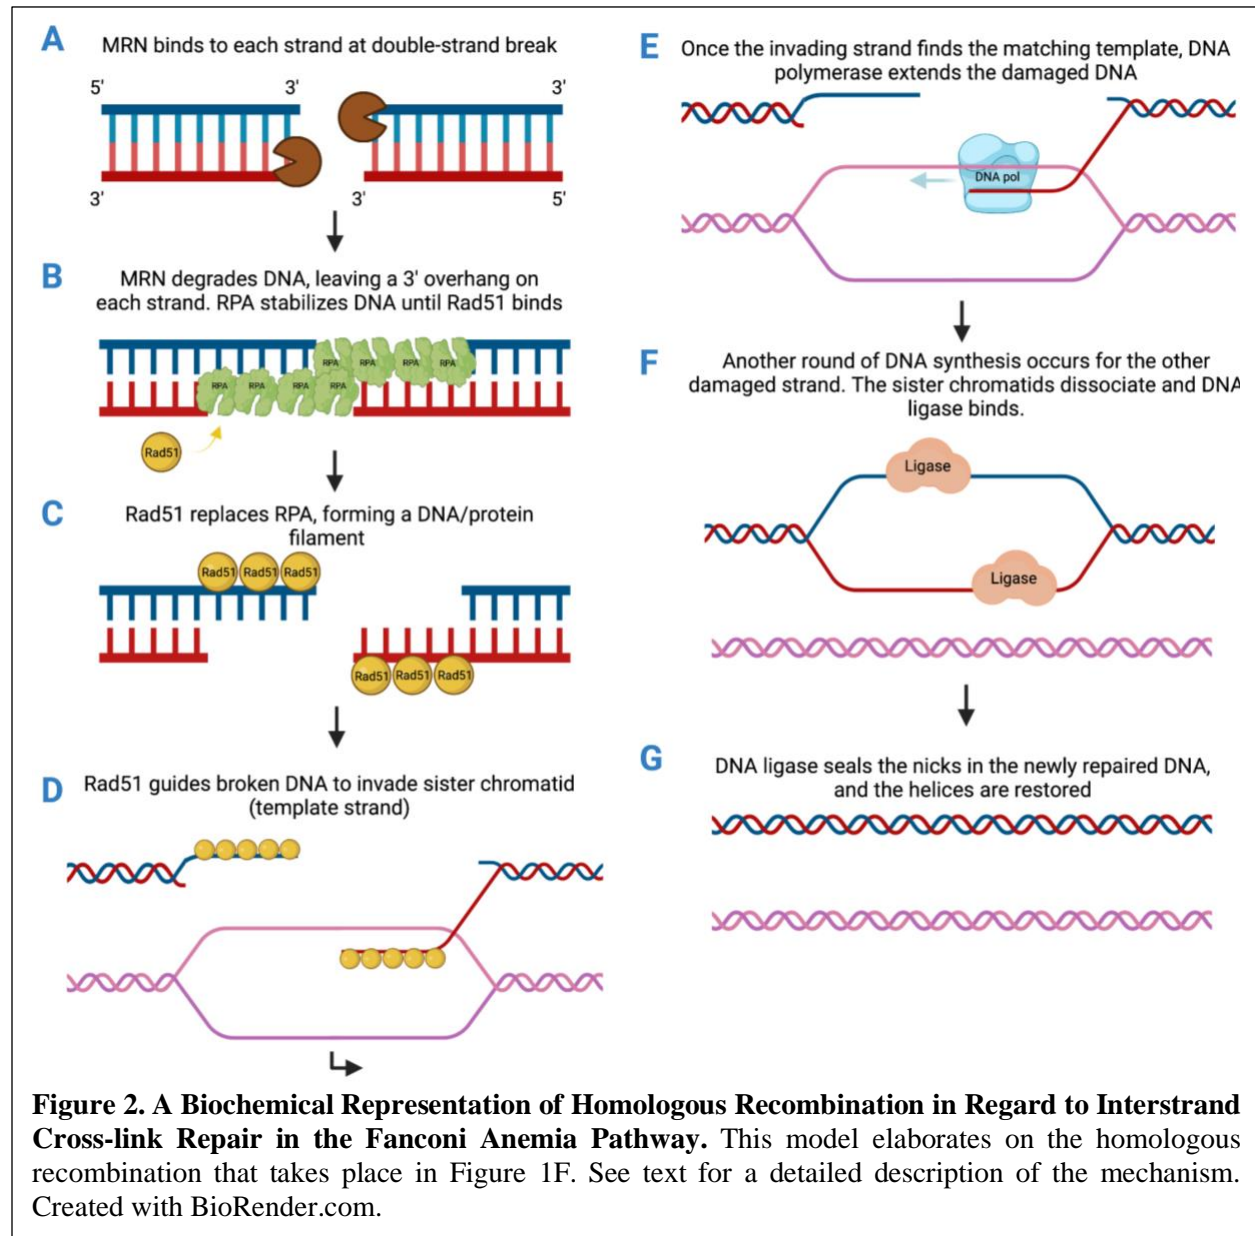 A
MRN binds to each strand at double-strand break
5'
3'
3'
3'
3'
5'
B
MRN degrades DNA, leaving a 3' overhang on
each strand. RPA stabilizes DNA until Rad51 binds
RPA RPA RPA RPA
RPA RPA RPA RPA
Rad51
C
Rad51 replaces RPA, forming a DNA/protein
filament
Rad51 Rad51 Rad51
Rad51 Rad51 Rad51
D
Rad51 guides broken DNA to invade sister chromatid
(template strand)
E
Once the invading strand finds the matching template, DNA
polymerase extends the damaged DNA
DNA pol
F
Another round of DNA synthesis occurs for the other
damaged strand. The sister chromatids dissociate and DNA
ligase binds.
Ligase
Ligase
G
DNA ligase seals the nicks in the newly repaired DNA,
and the helices are restored
Figure 2. A Biochemical Representation of Homologous Recombination in Regard to Interstrand
Cross-link Repair in the Fanconi Anemia Pathway. This model elaborates on the homologous
recombination that takes place in Figure 1F. See text for a detailed description of the mechanism.
Created with BioRender.com.